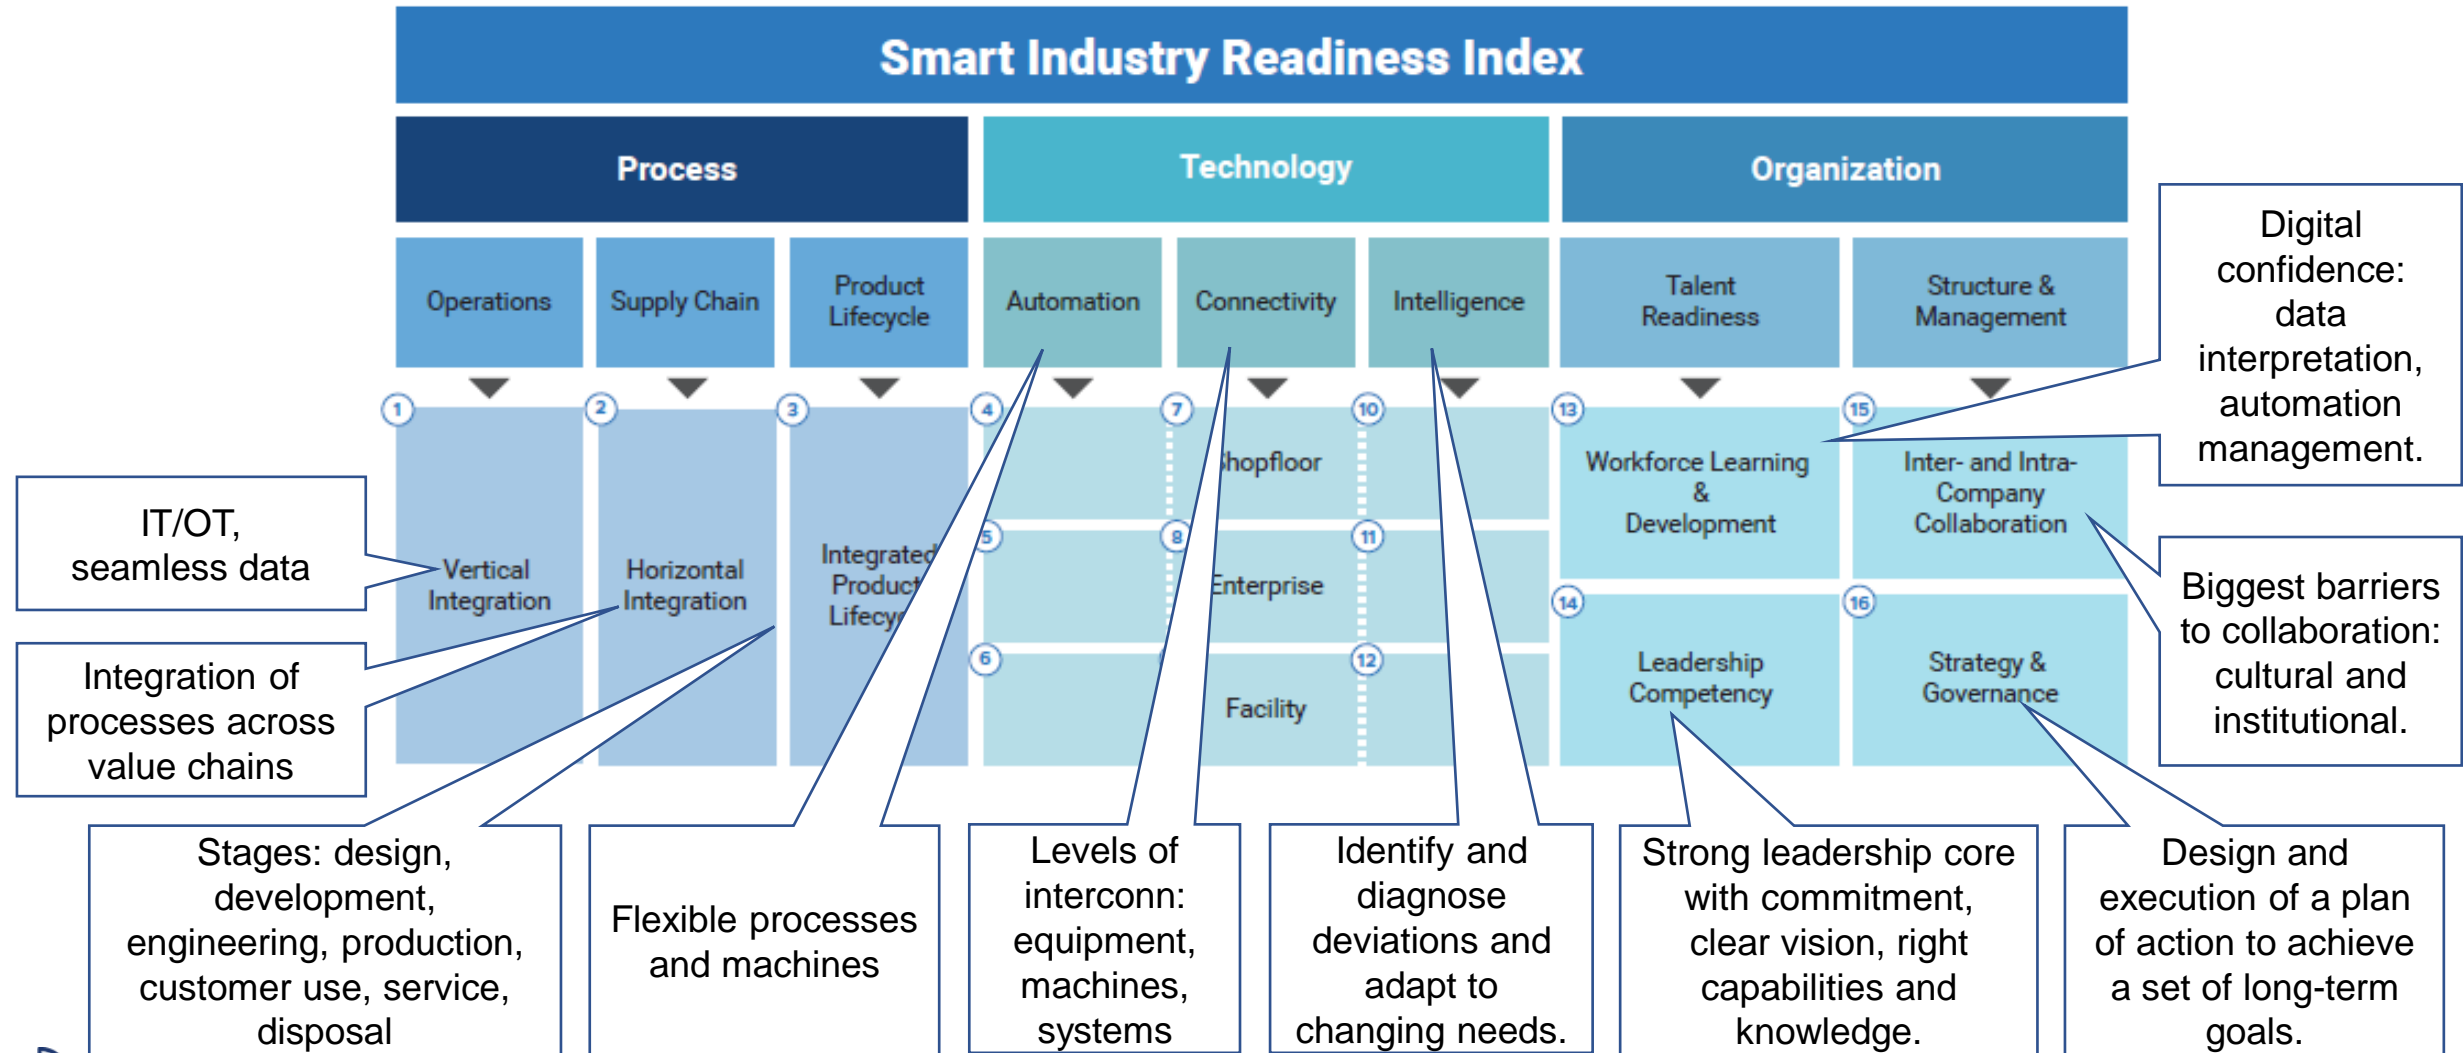 Smart Industry Readiness Index
Process
Technology
Organization
Operations
Supply Chain
Product
Lifecycle
Automation
Connectivity
Intelligence
Talent
Readiness
Structure &
Management
Digital
confidence:
data
interpretation,
automation
management.
1
2
3
4
7
10
13
15
Shopfloor
Workforce Learning
&
Development
Inter- and Intra-
Company
Collaboration
IT/OT,
seamless data
Vertical
Integration
Horizontal
Integration
Integrated
Product
Lifecycle
5
8
11
Enterprise
14
16
Biggest barriers
to collaboration:
cultural and
institutional.
Integration of
processes across
value chains
6
12
Facility
Leadership
Competency
Strategy &
Governance
Stages: design,
development,
engineering, production,
customer use, service,
disposal
Flexible processes
and machines
Levels of
interconn:
equipment,
machines,
systems
Identify and
diagnose
deviations and
adapt to
changing needs.
Strong leadership core
with commitment,
clear vision, right
capabilities and
knowledge.
Design and
execution of a plan
of action to achieve
a set of long-term
goals.